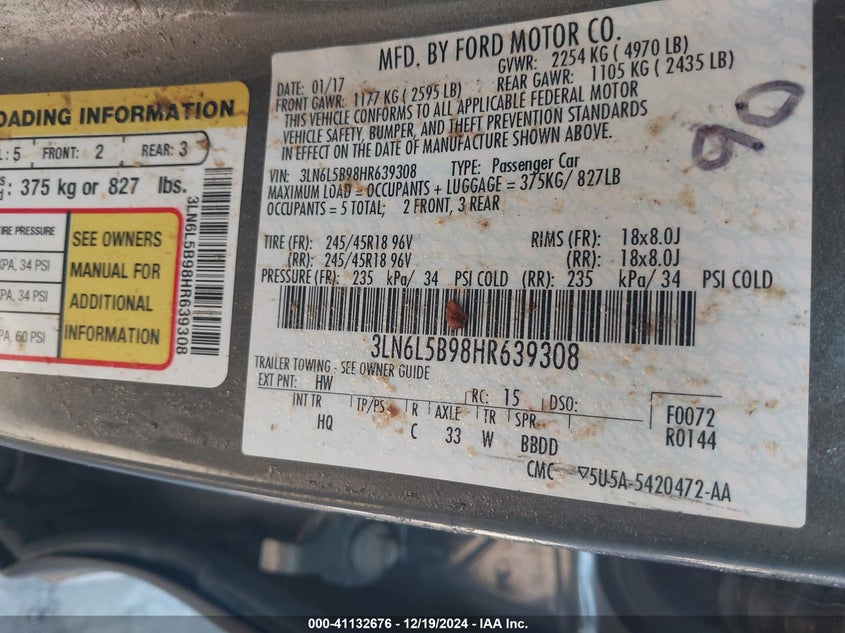 OADING INFORMATION
L: 5 FRONT: 2 REAR: 3
: 375 kg or 827 lbs.
TIRE PRESSURE
KPA, 34 PSI
KPA, 34 PSI
PA, 60 PSI
SEE OWNERS
MANUAL FOR
ADDITIONAL
INFORMATION
3LN6L5B98HR639308
MFD. BY FORD MOTOR CO.
DATE: 01/17 GVWR: 2254 KG ( 4970 LB)
FRONT GAWR: 1177 KG ( 2595 LB) REAR GAWR: 1105 KG ( 2435 LB)
THIS VEHICLE CONFORMS TO ALL APPLICABLE FEDERAL MOTOR
VEHICLE SAFETY, BUMPER, AND THEFT PREVENTION STANDARDS
IN EFFECT ON THE DATE OF MANUFACTURE SHOWN ABOVE.
90
VIN: 3LN6L5B98HR639308 TYPE: Passenger Car
MAXIMUM LOAD = OCCUPANTS + LUGGAGE = 375KG/ 827LB
OCCUPANTS = 5 TOTAL; 2 FRONT, 3 REAR
TIRE (FR): 245/45R18 96V RIMS (FR): 18x8.0J
(RR): 245/45R18 96V (RR): 18x8.0J
PRESSURE (FR): 235 kPa/ 34 PSI COLD (RR): 235 kPa/ 34 PSI COLD
3LN6L5B98HR639308
TRAILER TOWING - SEE OWNER GUIDE
EXT PNT: HW RC: 15 DSO:
INT TR TP/PS R AXLE TR SPR F0072
HQ C 33 W BBDD R0144
CMC ▽5U5A-5420472-AA
000-41132676 - 12/19/2024 - IAA Inc.